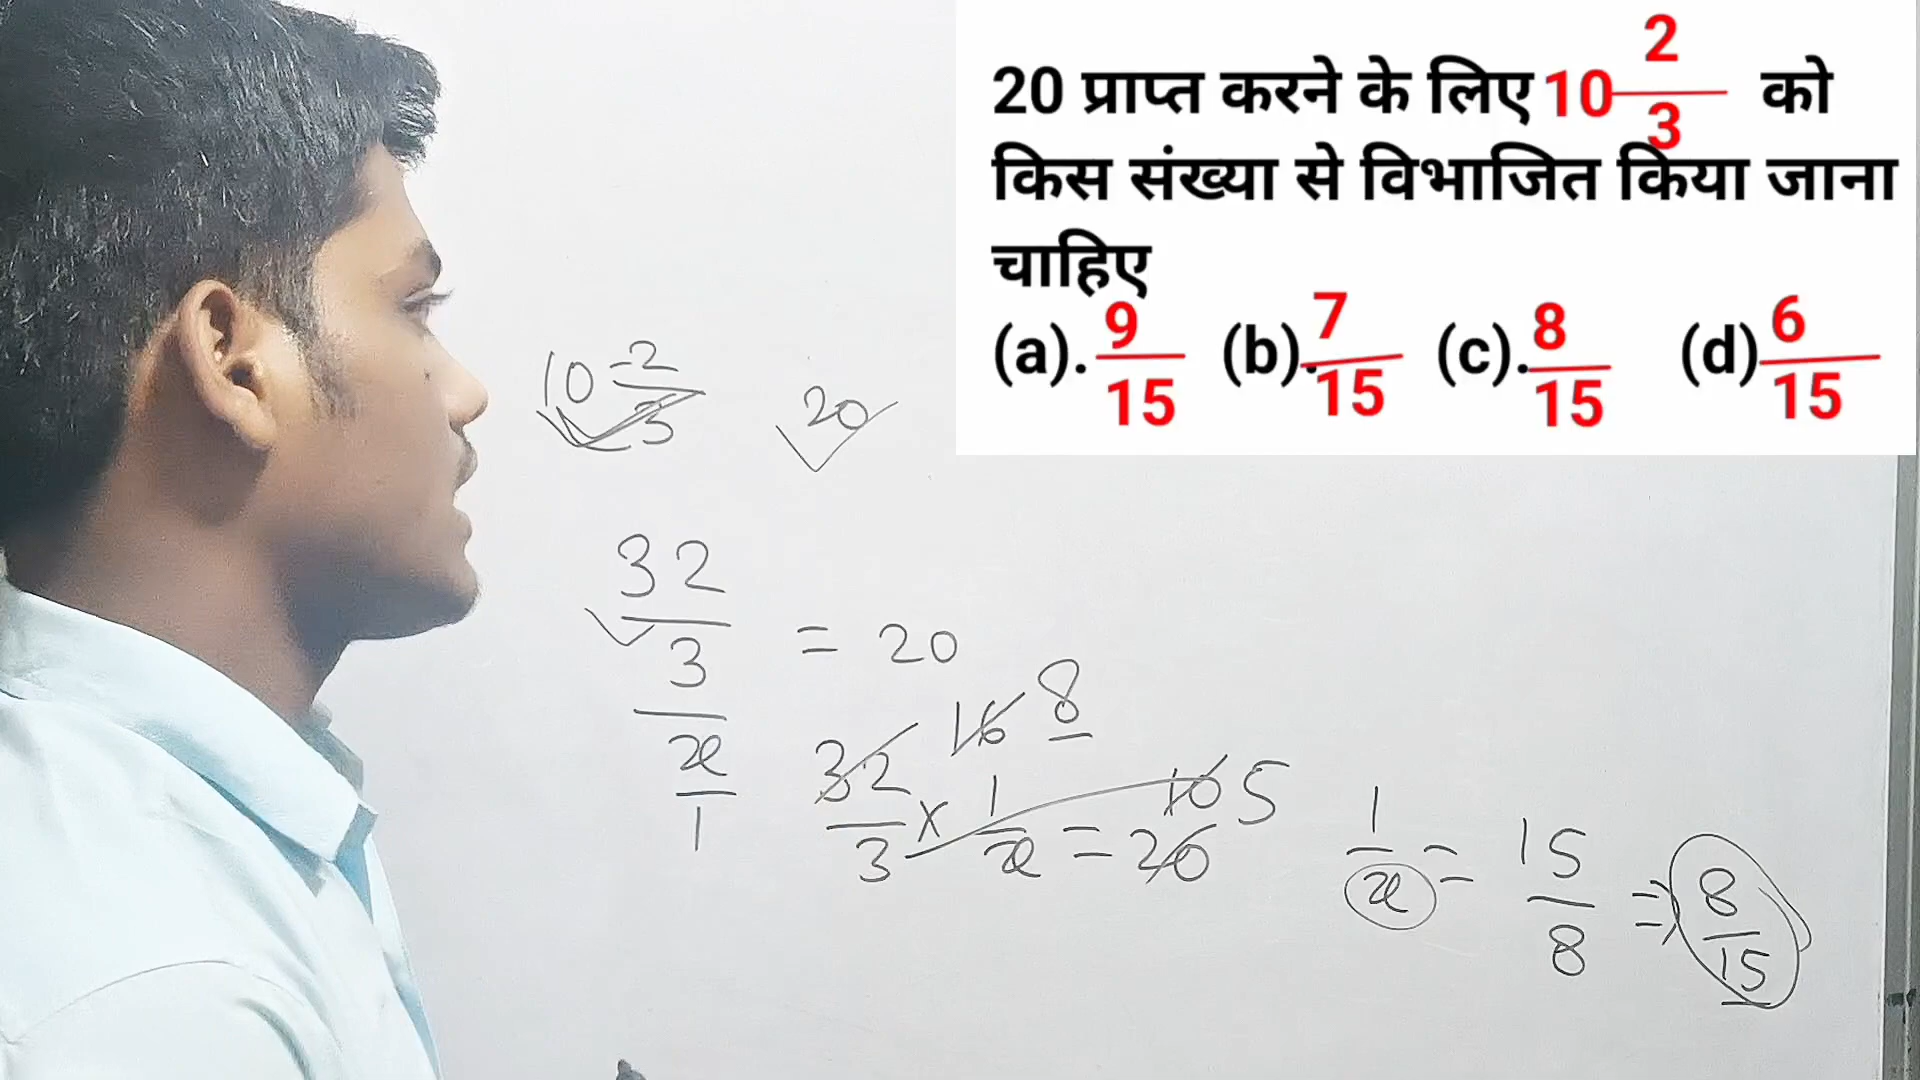 20 प्राप्त करने के लिए 10 2/3 को
किस संख्या से विभाजित किया जाना
चाहिए
(a). 9/15 (b). 7/15 (c). 8/15 (d) 6/15
10 2/3 20
32/3 / x/1 = 20
16 8
32/3 x 1/x = 20 10 5
1/x = 15/8 => 8/15